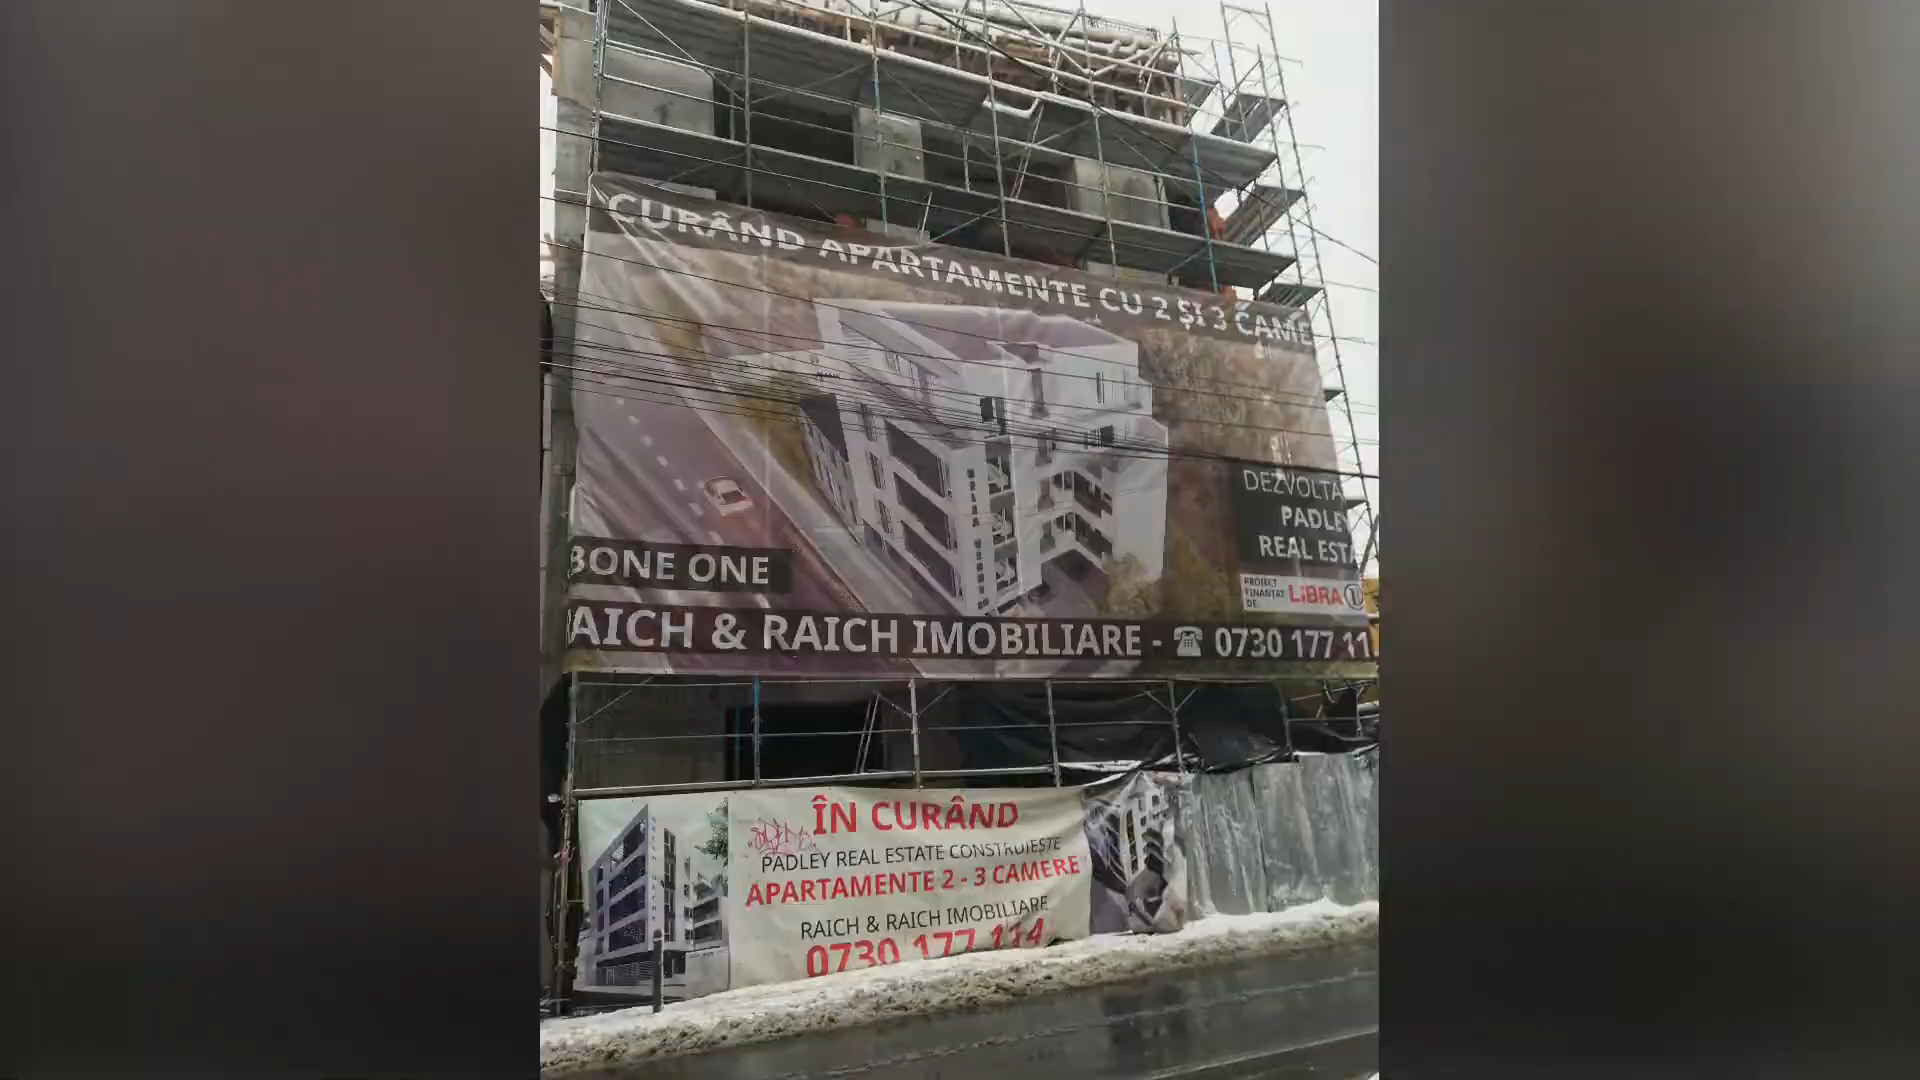 CURÂND APARTAMENTE CU 2 ȘI 3 CAME
DEZVOLTA
PADLEY
REAL ESTA
BONE ONE
PROIECT
FINANȚAT
DE:
LIBRA
AICH & RAICH IMOBILIARE - ☎ 0730 177 11
ÎN CURÂND
PADLEY REAL ESTATE CONSTRUIEȘTE
APARTAMENTE 2 - 3 CAMERE
RAICH & RAICH IMOBILIARE
0730 177 114